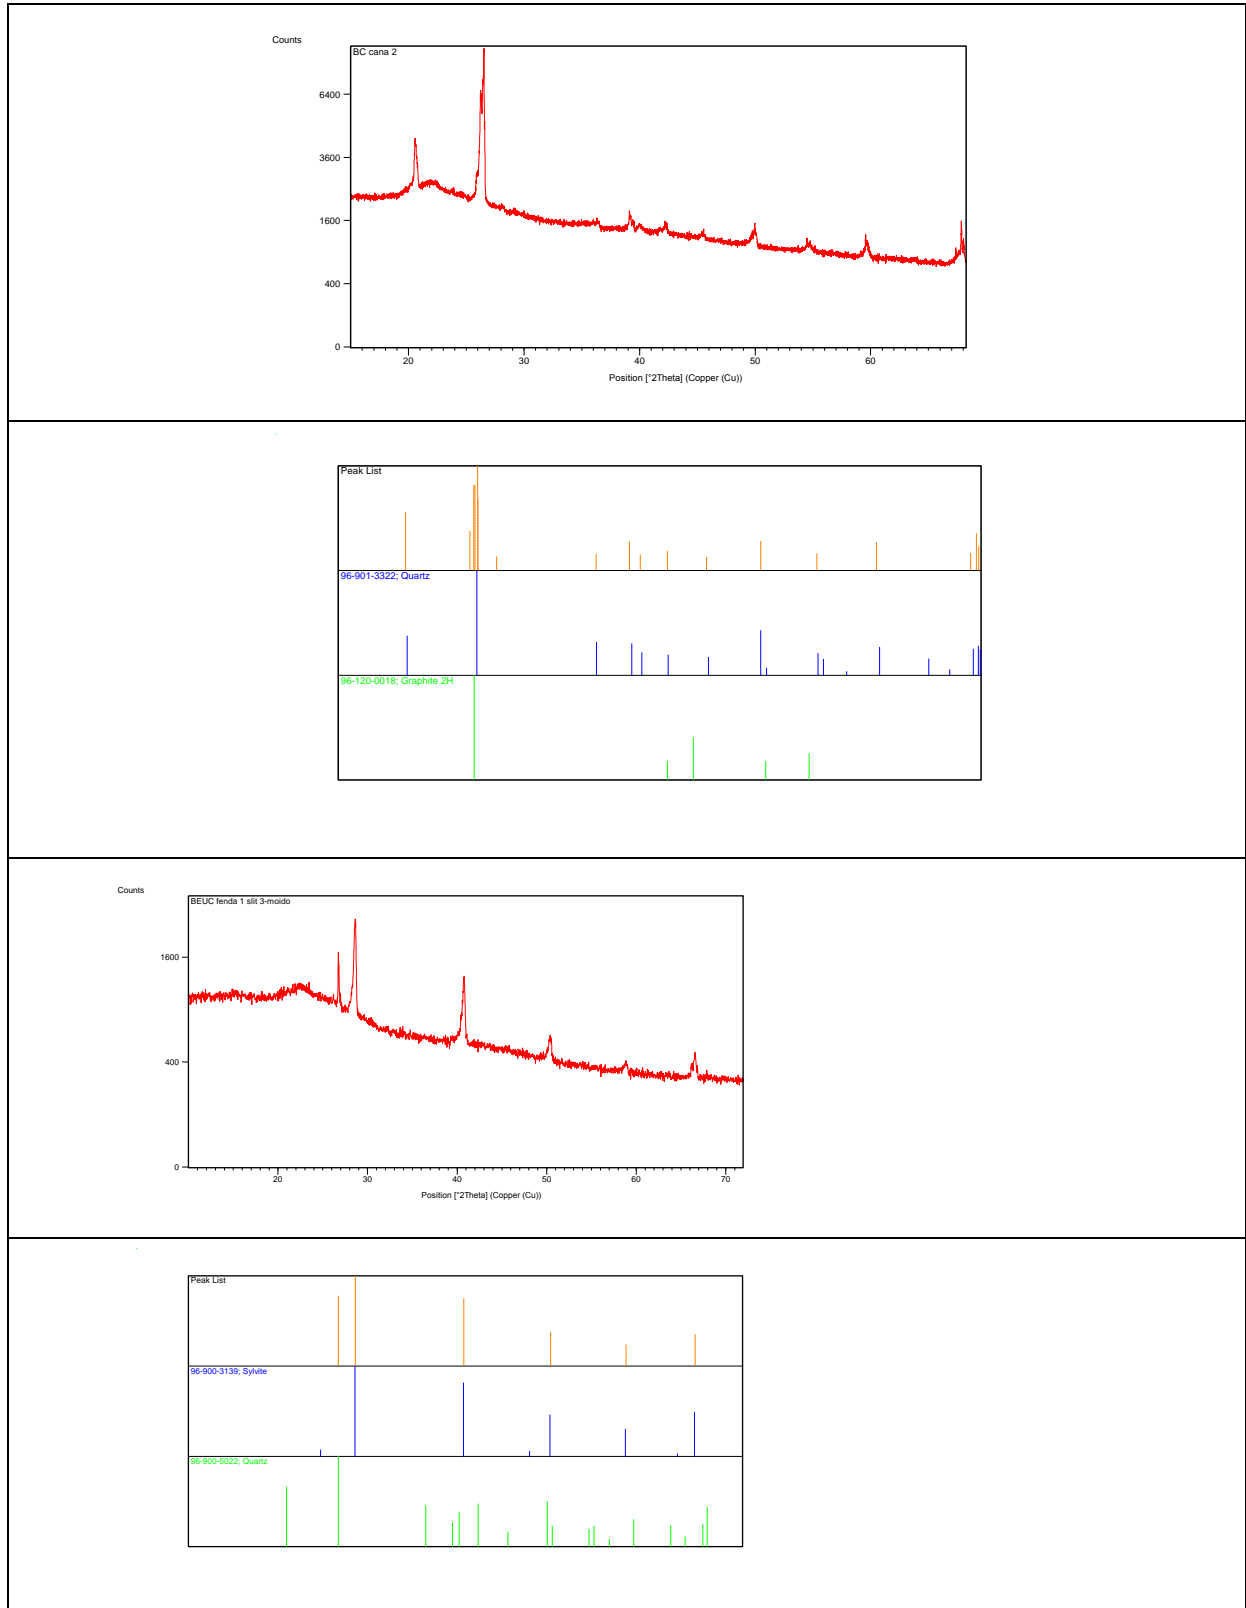 Counts
BC cana 2
6400
3600
1600
400
0
20 30 40 50 60
Position [°2Theta] (Copper (Cu))
Peak List
96-901-3322; Quartz
96-120-0018; Graphite 2H
Counts
BEUC fenda 1 slit 3-moido
1600
400
0
20 30 40 50 60 70
Position [°2Theta] (Copper (Cu))
Peak List
96-900-3139; Sylvite
96-900-5022; Quartz